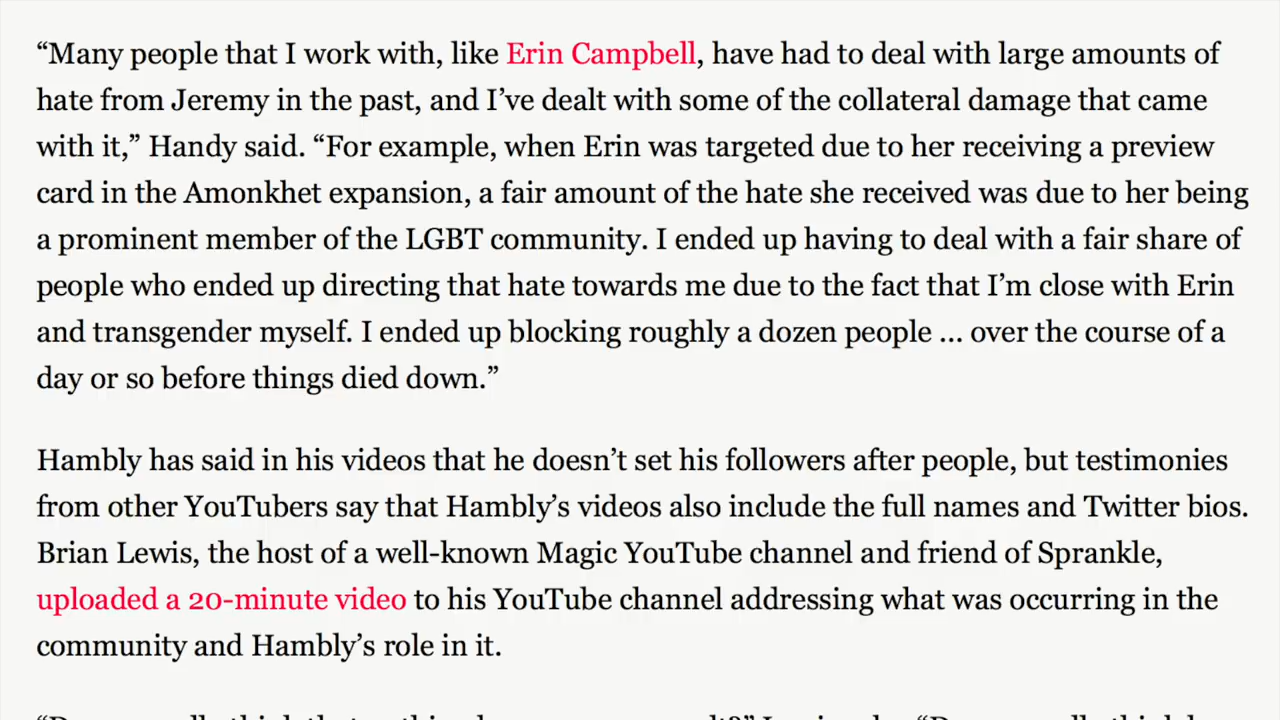 “Many people that I work with, like Erin Campbell, have had to deal with large amounts of
hate from Jeremy in the past, and I’ve dealt with some of the collateral damage that came
with it,” Handy said. “For example, when Erin was targeted due to her receiving a preview
card in the Amonkhet expansion, a fair amount of the hate she received was due to her being
a prominent member of the LGBT community. I ended up having to deal with a fair share of
people who ended up directing that hate towards me due to the fact that I’m close with Erin
and transgender myself. I ended up blocking roughly a dozen people ... over the course of a
day or so before things died down.”
Hambly has said in his videos that he doesn’t set his followers after people, but testimonies
from other YouTubers say that Hambly’s videos also include the full names and Twitter bios.
Brian Lewis, the host of a well-known Magic YouTube channel and friend of Sprankle,
uploaded a 20-minute video to his YouTube channel addressing what was occurring in the
community and Hambly’s role in it.